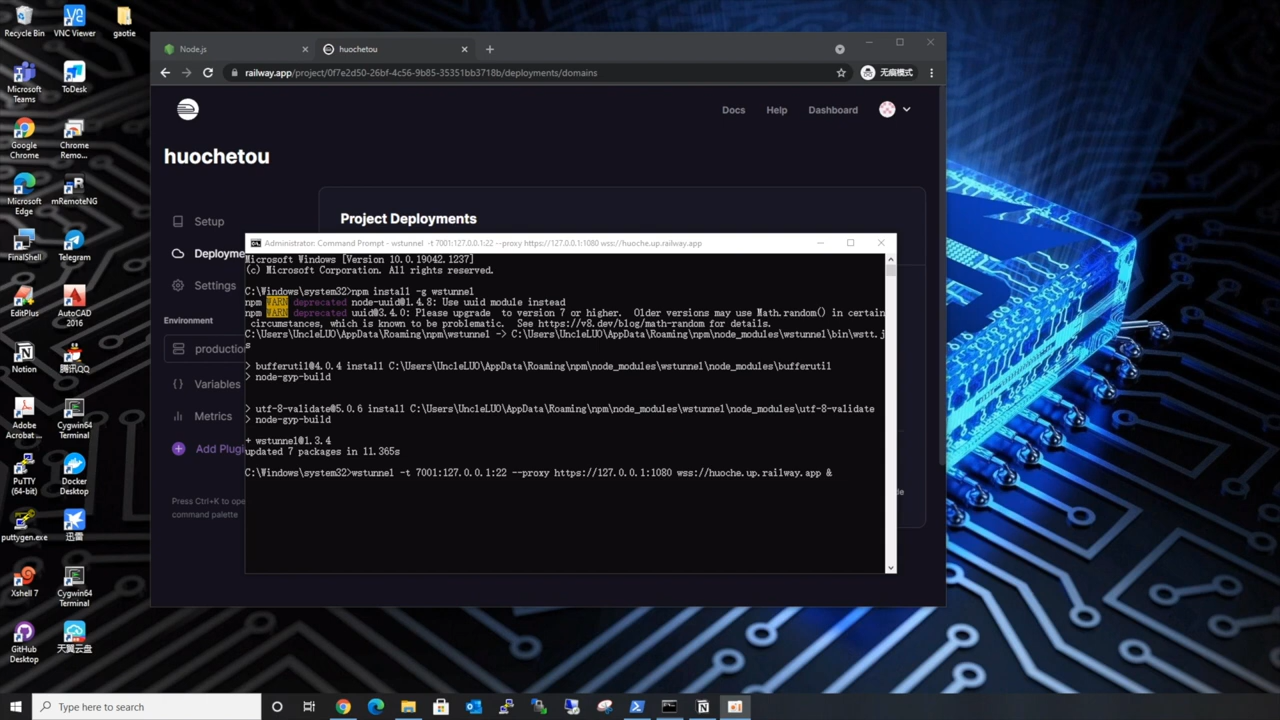 Recycle Bin
VNC Viewer
gaotie
Microsoft Teams
ToDesk
Google Chrome
Chrome Remo...
Microsoft Edge
mRemoteNG
FinalShell
Telegram
EditPlus
AutoCAD 2016
Notion
腾讯QQ
Adobe Acrobat ...
Cygwin64 Terminal
PuTTY (64-bit)
Docker Desktop
puttygen.exe
迅雷
Xshell 7
Cygwin64 Terminal
GitHub Desktop
天翼云盘
Node.js
huochetou
railway.app/project/0f7e2d50-26bf-4c56-9b85-35351bb3718b/deployments/domains
无痕模式
Docs Help Dashboard
huochetou
Setup
Project Deployments
Deployme
Settings
Environment
production
Variables
Metrics
Add Plugi
Press Ctrl+K to ope
command palette
de
Administrator: Command Prompt - wstunnel -t 7001:127.0.0.1:22 --proxy https://127.0.0.1:1080 wss://huoche.up.railway.app
Microsoft Windows [Version 10.0.19042.1237]
(c) Microsoft Corporation. All rights reserved.
C:\Windows\system32>npm install -g wstunnel
npm WARN deprecated node-uuid@1.4.8: Use uuid module instead
npm WARN deprecated uuid@3.4.0: Please upgrade  to version 7 or higher.  Older versions may use Math.random() in certain
 circumstances, which is known to be problematic.  See https://v8.dev/blog/math-random for details.
C:\Users\UncleLUO\AppData\Roaming\npm\wstunnel -> C:\Users\UncleLUO\AppData\Roaming\npm\node_modules\wstunnel\bin\wstt.j
s
> bufferutil@4.0.4 install C:\Users\UncleLUO\AppData\Roaming\npm\node_modules\wstunnel\node_modules\bufferutil
> node-gyp-build
> utf-8-validate@5.0.6 install C:\Users\UncleLUO\AppData\Roaming\npm\node_modules\wstunnel\node_modules\utf-8-validate
> node-gyp-build
+ wstunnel@1.3.4
updated 7 packages in 11.365s
C:\Windows\system32>wstunnel -t 7001:127.0.0.1:22 --proxy https://127.0.0.1:1080 wss://huoche.up.railway.app &
Type here to search